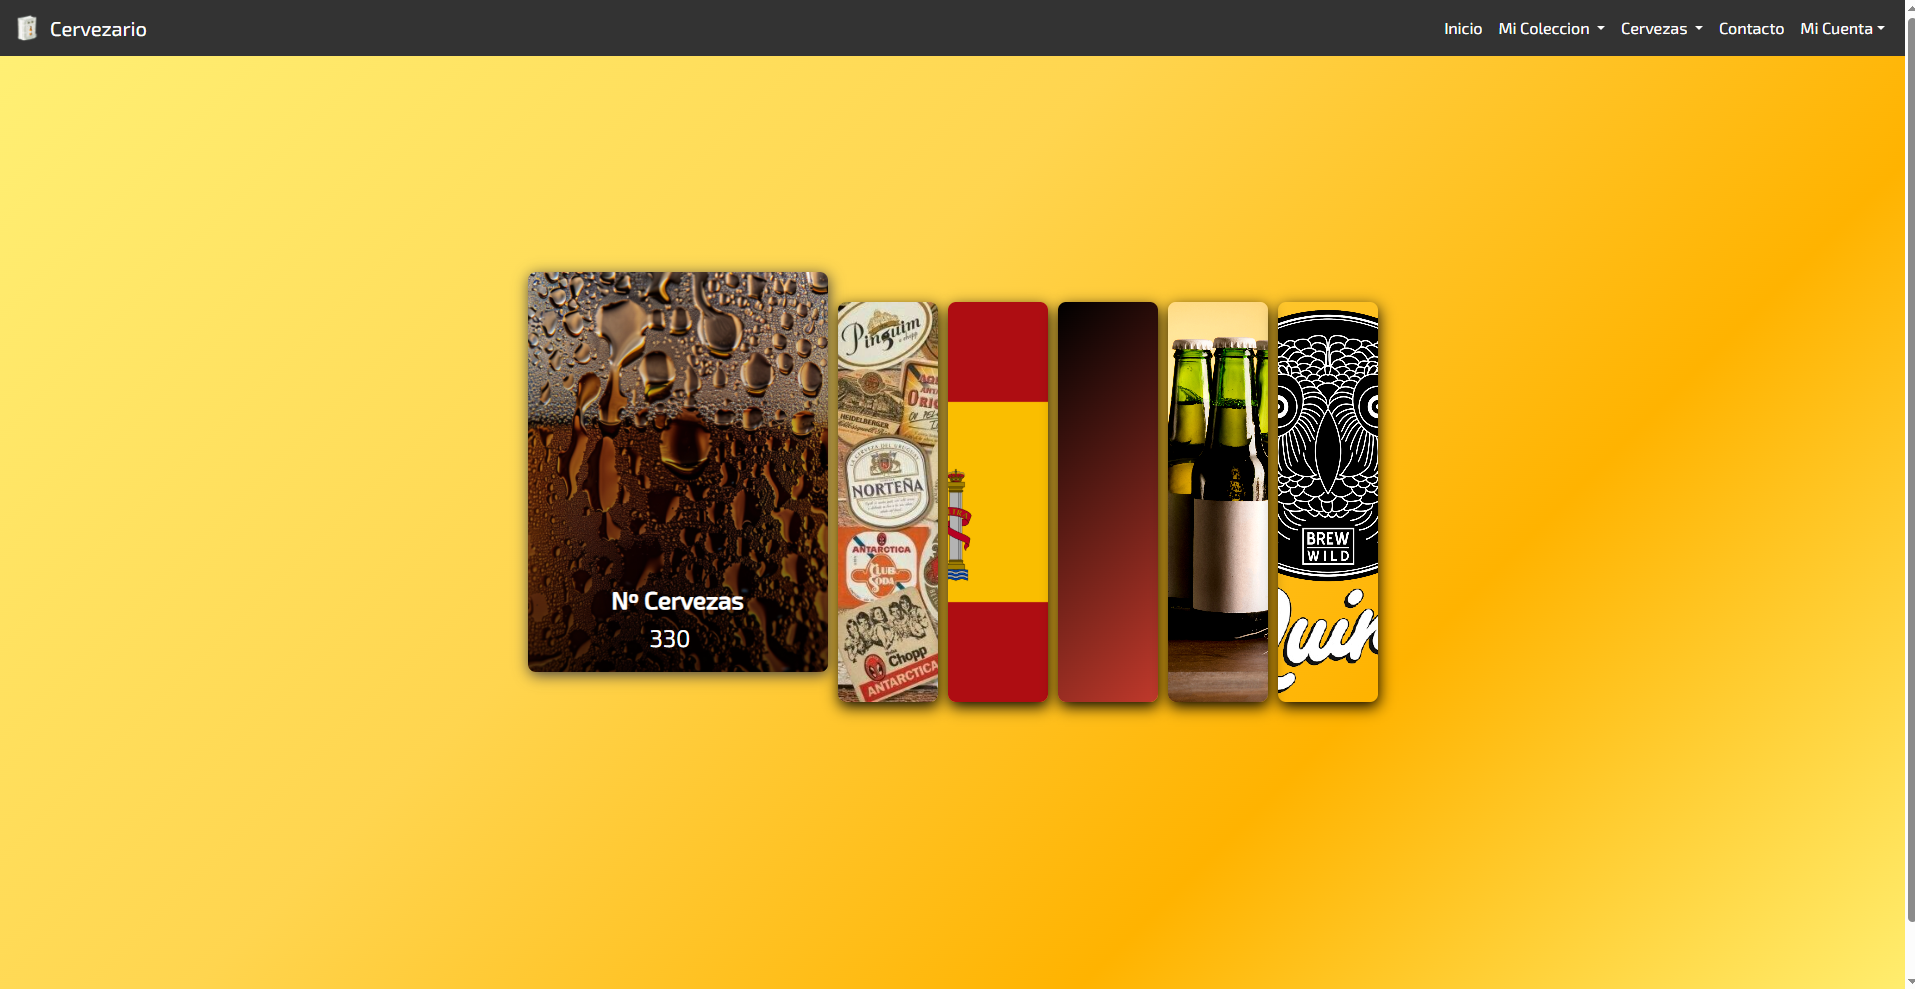 Cervezario
Inicio Mi Coleccion Cervezas Contacto Mi Cuenta
Nº Cervezas
330
Pinguim
HEIDELBERGER
NORTEÑA
ANTARCTICA
CLUB
SODA
Chopp
ANTARCTICA
BREW
WILD